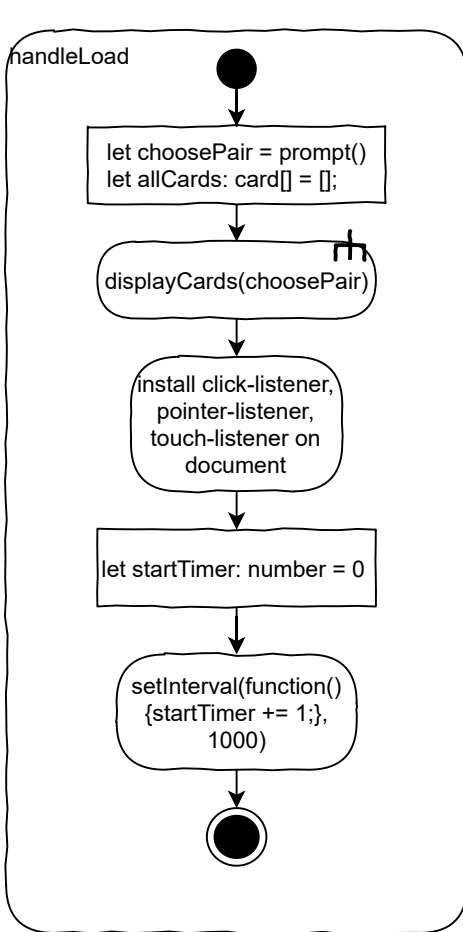 handleLoad
let choosePair = prompt()
let allCards: card[] = [];
displayCards(choosePair)
install click-listener,
pointer-listener,
touch-listener on
document
let startTimer: number = 0
setInterval(function()
{startTimer += 1;},
1000)